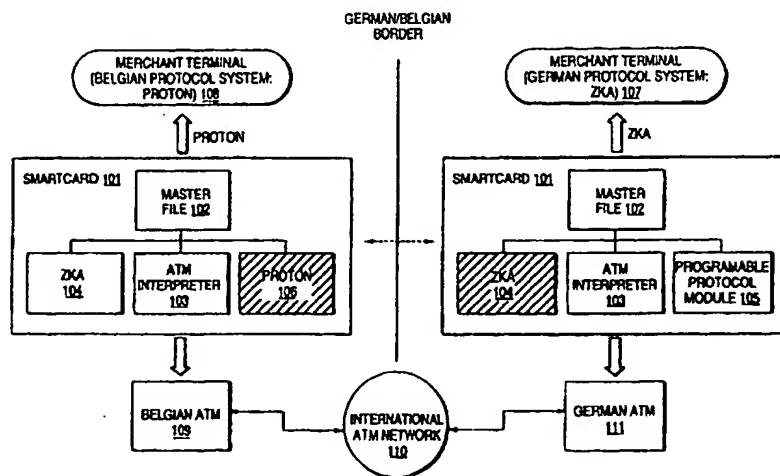 GERMAN/BELGIAN
BORDER
MERCHANT TERMINAL
(BELGIAN PROTOCOL SYSTEM:
PROTON) 108
MERCHANT TERMINAL
(GERMAN PROTOCOL SYSTEM:
ZKA) 107
PROTON
ZKA
SMARTCARD 101
MASTER
FILE 102
ZKA
104
ATM
INTERPRETER
103
PROTON
106
SMARTCARD 101
MASTER
FILE 102
ZKA
104
ATM
INTERPRETER
103
PROGRAMABLE
PROTOCOL
MODULE 105
BELGIAN ATM
109
INTERNATIONAL
ATM NETWORK
110
GERMAN ATM
111